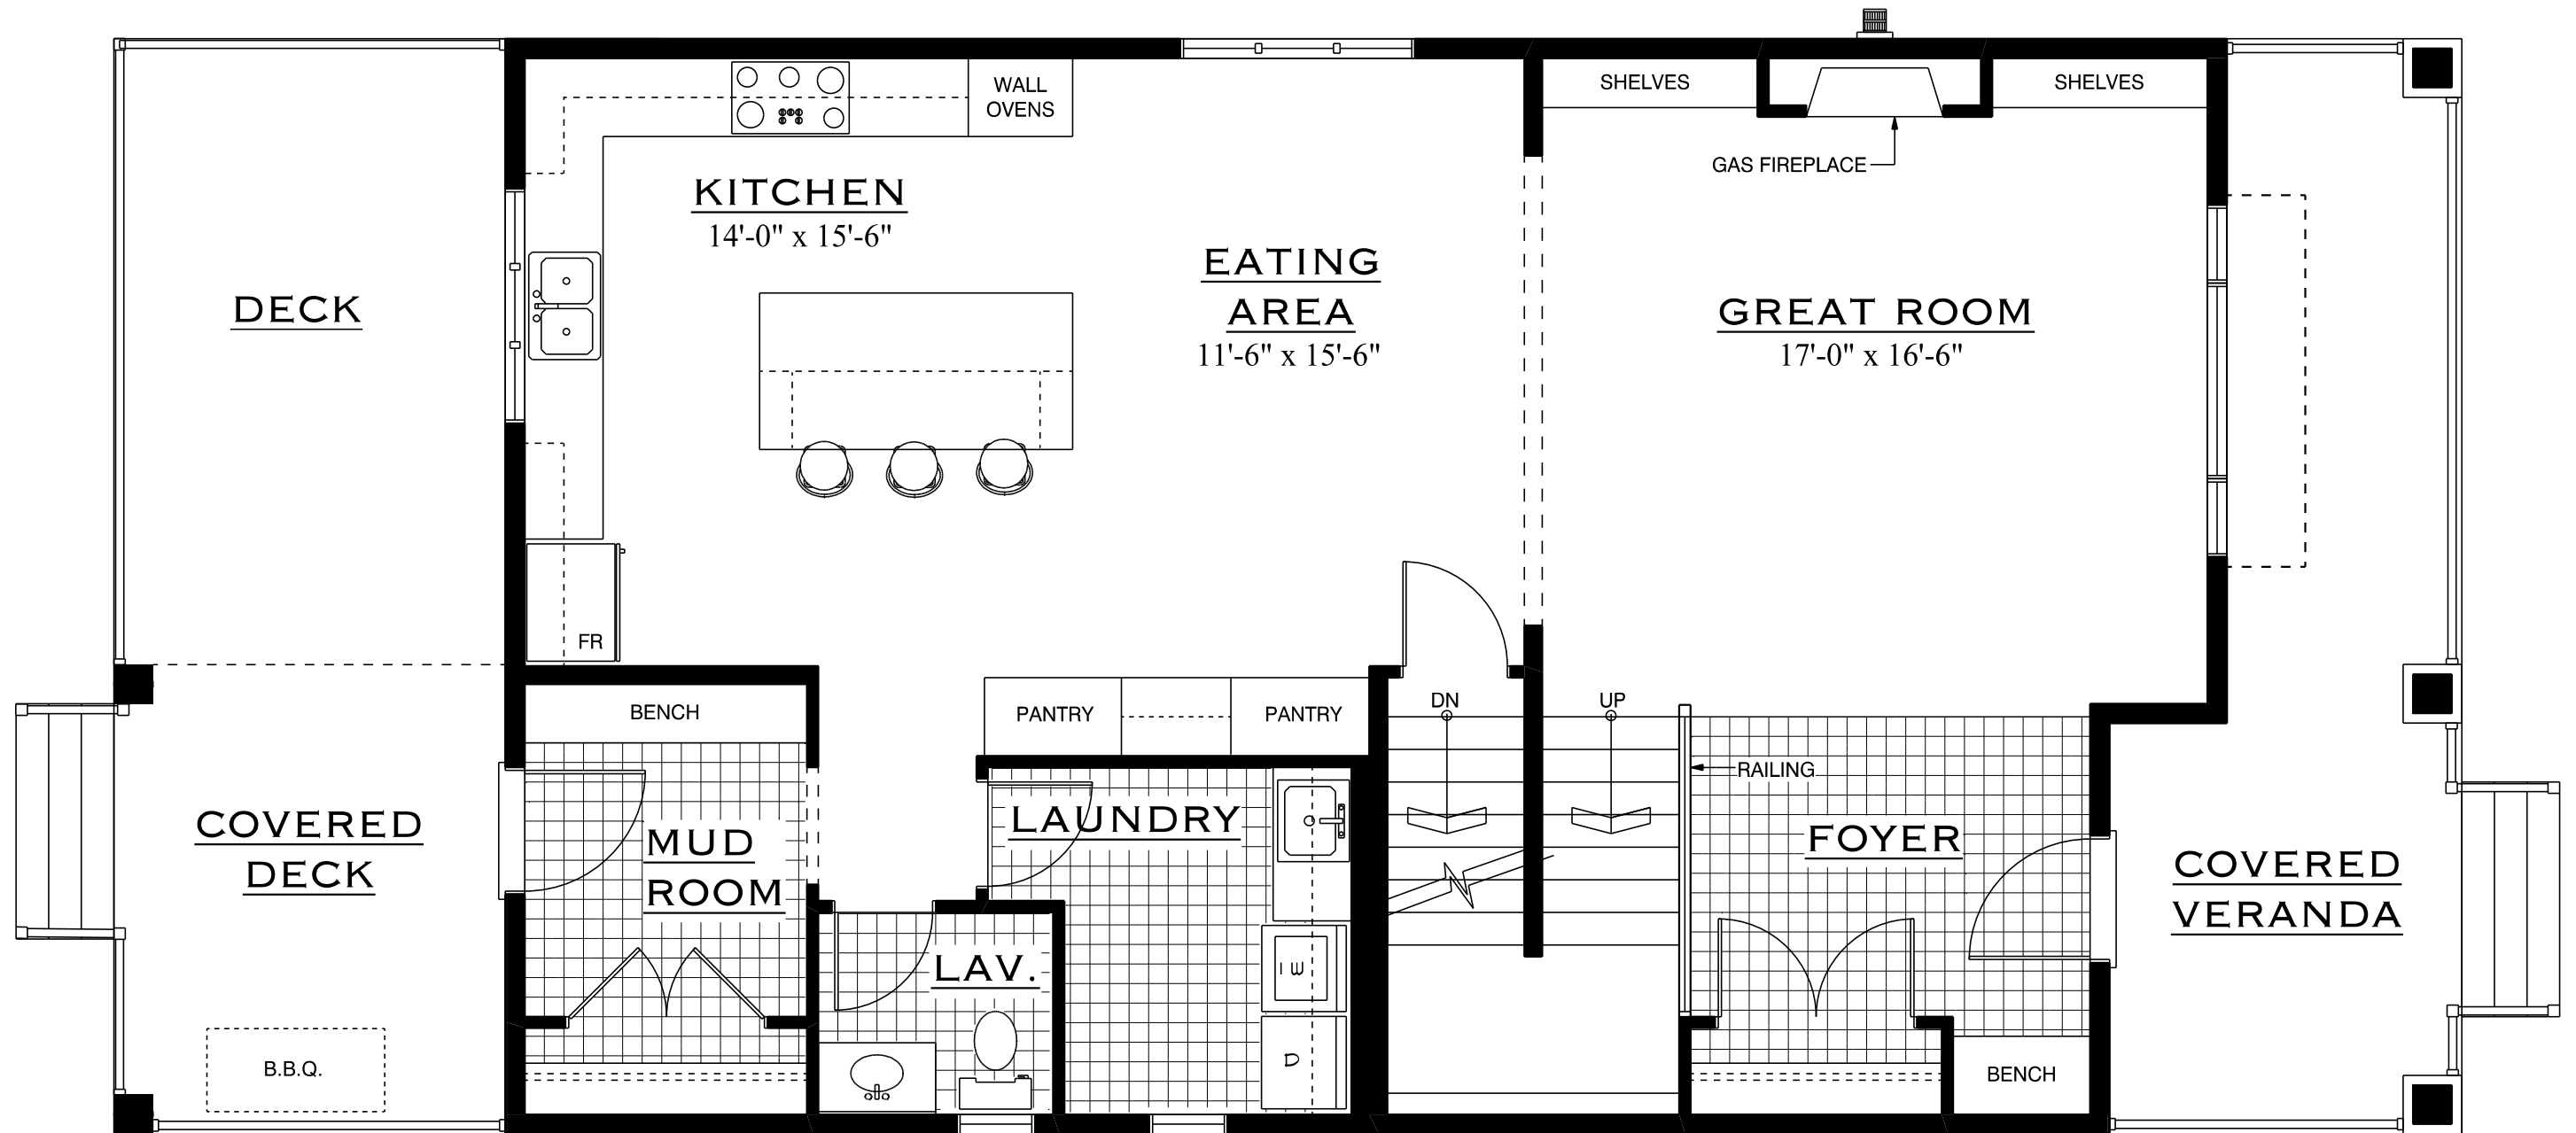 WALL
OVENS
SHELVES
SHELVES
GAS FIREPLACE
KITCHEN
14'-0" x 15'-6"
EATING
AREA
11'-6" x 15'-6"
DECK
GREAT ROOM
17'-0" x 16'-6"
FR
BENCH
PANTRY
PANTRY
DN
UP
RAILING
COVERED
DECK
MUD
ROOM
LAUNDRY
FOYER
COVERED
VERANDA
LAV.
W
D
B.B.Q.
BENCH